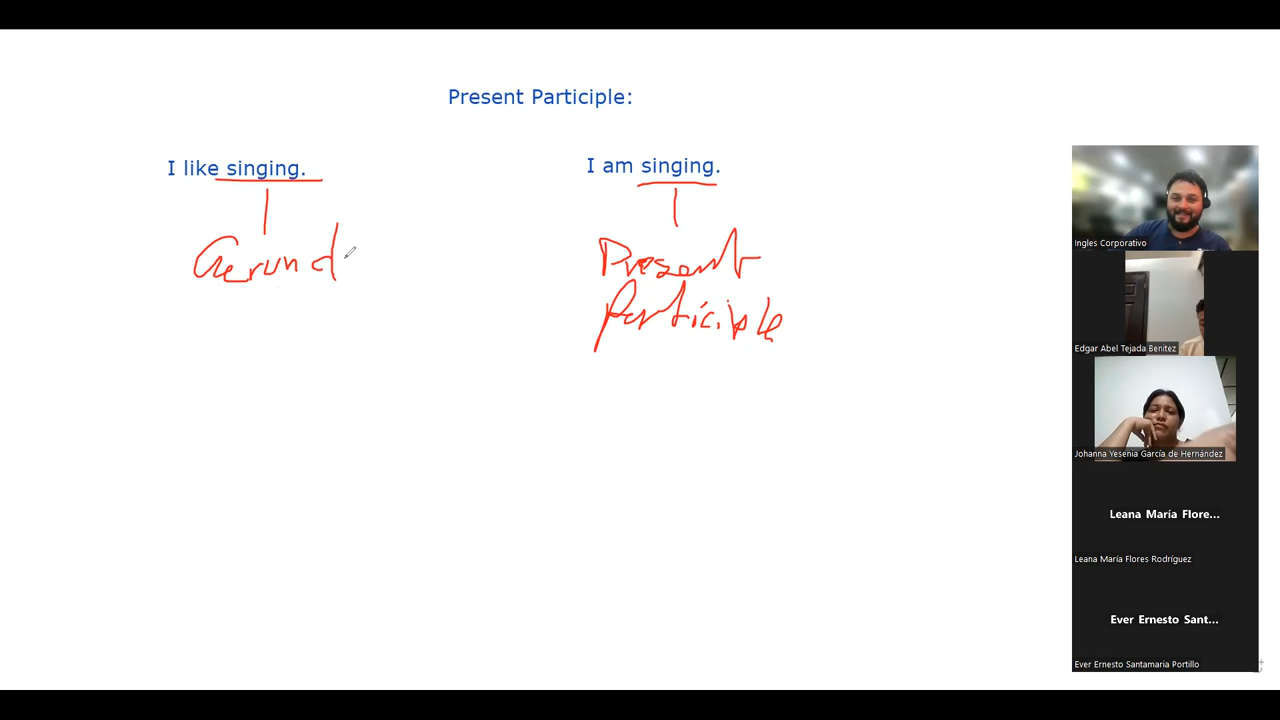 Present Participle:
I like singing.
I am singing.
Gerund
Present
Participle
Ingles Corporativo
Edgar Abel Tejada Benitez
Johanna Yesenia García de Hernández
Leana María Flore...
Leana María Flores Rodríguez
Ever Ernesto Sant...
Ever Ernesto Santamaria Portillo